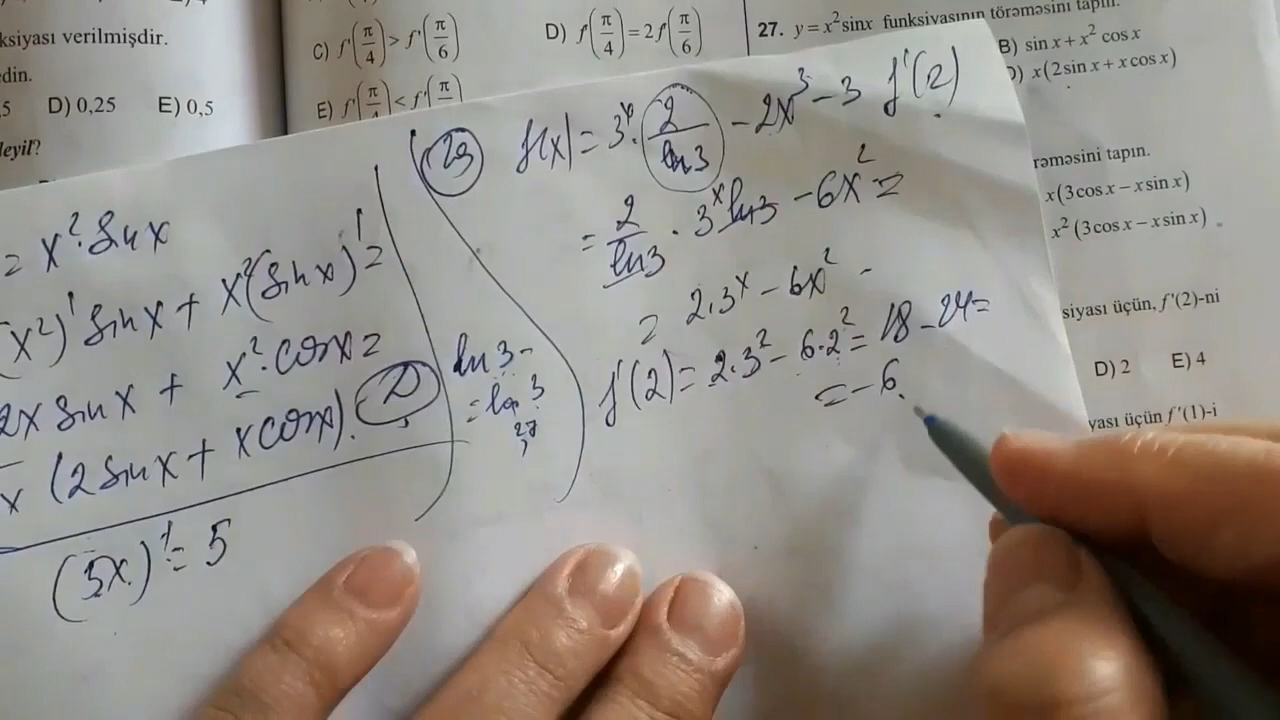 ksiyası verilmişdir.
edin.
5 D) 0,25 E) 0,5
deyil?
C) f'(π/4) > f'(π/6) D) f(π/4) = 2f(π/6)
E) f'(π/4) < f'(π
27. y = x²sinx funksiyasının törəməsini tapın.
B) sin x + x² cos x
D) x(2sin x + x cos x)
rəməsini tapın.
x(3cos x − x sin x)
x² (3cos x − x sin x)
siyası üçün, f'(2)-ni
D) 2 E) 4
yası üçün f'(1)-i
= x²·sin x
(x²)' sin x + x²(sin x)' =
2x sin x + x²·cos x =
x (2 sin x + x cos x). D
(5x)' = 5
ln 3 -
= log 3
27
f(x) = 3ˣ · 2/ln3 − 2x³ − 3 f'(2)
= 2/ln3 · 3ˣ ln3 − 6x² =
= 2·3ˣ − 6x² -
f'(2) = 2·3² − 6·2² = 18 − 24 =
= −6.